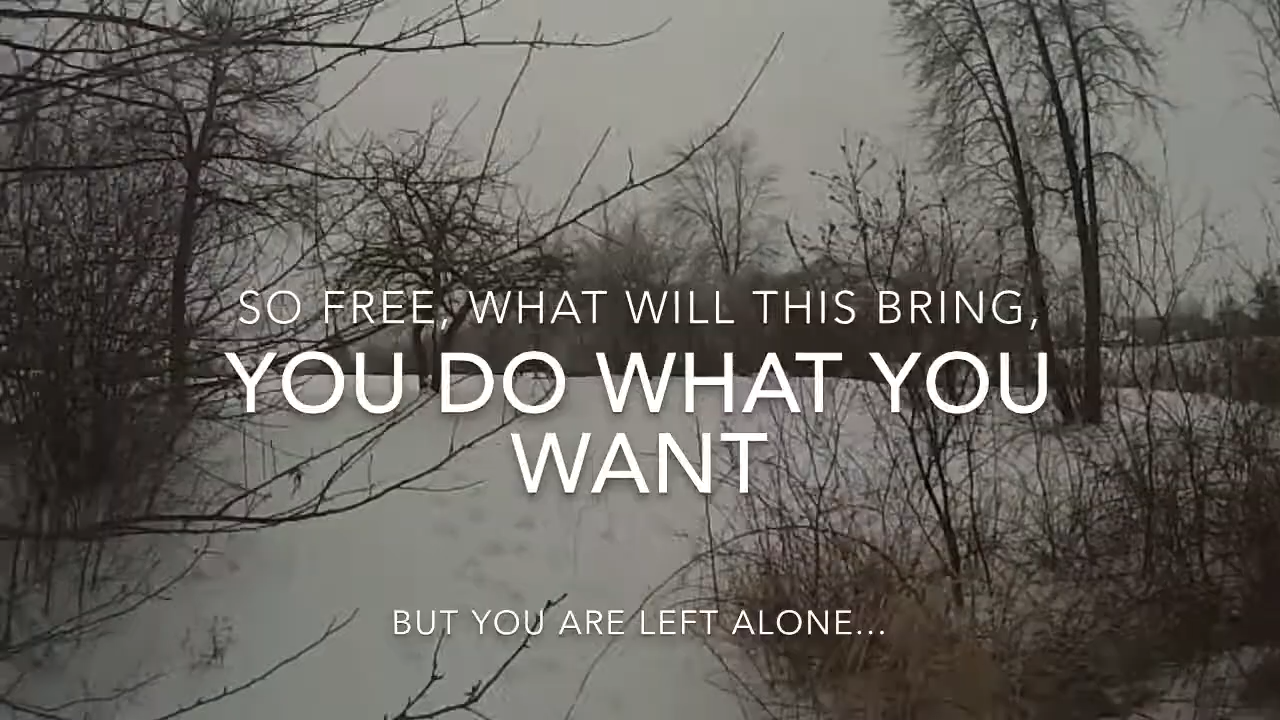 SO FREE, WHAT WILL THIS BRING,
YOU DO WHAT YOU
WANT
BUT YOU ARE LEFT ALONE...